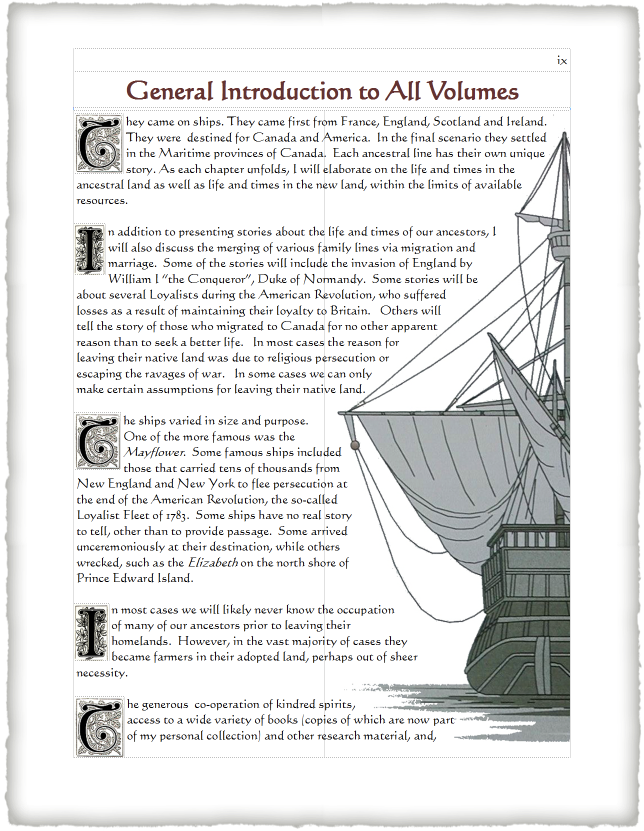 ix
General Introduction to All Volumes
They came on ships. They came first from France, England, Scotland and Ireland.
They were destined for Canada and America. In the final scenario they settled
in the Maritime provinces of Canada. Each ancestral line has their own unique
story. As each chapter unfolds, I will elaborate on the life and times in the
ancestral land as well as life and times in the new land, within the limits of available
resources.
In addition to presenting stories about the life and times of our ancestors, I
will also discuss the merging of various family lines via migration and
marriage. Some of the stories will include the invasion of England by
William I "the Conqueror", Duke of Normandy. Some stories will be
about several Loyalists during the American Revolution, who suffered
losses as a result of maintaining their loyalty to Britain. Others will
tell the story of those who migrated to Canada for no other apparent
reason than to seek a better life. In most cases the reason for
leaving their native land was due to religious persecution or
escaping the ravages of war. In some cases we can only
make certain assumptions for leaving their native land.
The ships varied in size and purpose.
One of the more famous was the
Mayflower. Some famous ships included
those that carried tens of thousands from
New England and New York to flee persecution at
the end of the American Revolution, the so-called
Loyalist Fleet of 1783. Some ships have no real story
to tell, other than to provide passage. Some arrived
unceremoniously at their destination, while others
wrecked, such as the Elizabeth on the north shore of
Prince Edward Island.
In most cases we will likely never know the occupation
of many of our ancestors prior to leaving their
homelands. However, in the vast majority of cases they
became farmers in their adopted land, perhaps out of sheer
necessity.
The generous co-operation of kindred spirits,
access to a wide variety of books (copies of which are now part
of my personal collection) and other research material, and,